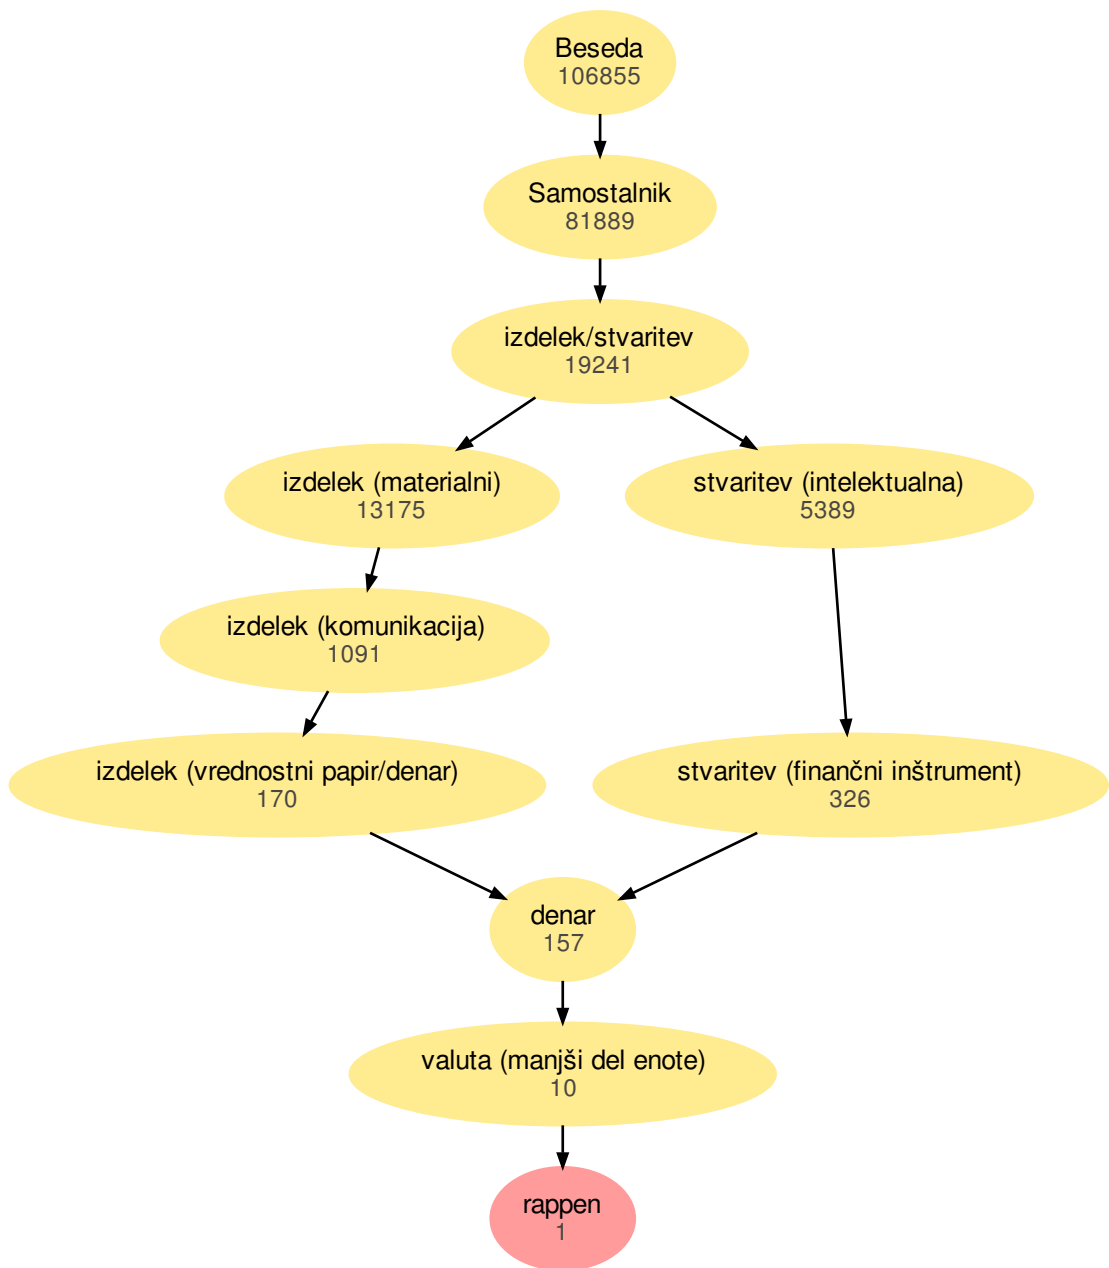 Beseda
106855
Samostalnik
81889
izdelek/stvaritev
19241
izdelek (materialni)
13175
stvaritev (intelektualna)
5389
izdelek (komunikacija)
1091
izdelek (vrednostni papir/denar)
170
stvaritev (finančni inštrument)
326
denar
157
valuta (manjši del enote)
10
rappen
1